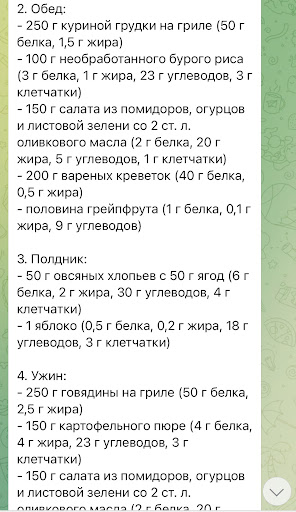 2. Обед:
- 250 г куриной грудки на гриле (50 г
белка, 1,5 г жира)
- 100 г необработанного бурого риса
(3 г белка, 1 г жира, 23 г углеводов, 3 г
клетчатки)
- 150 г салата из помидоров, огурцов
и листовой зелени со 2 ст. л.
оливкового масла (2 г белка, 20 г
жира, 5 г углеводов, 1 г клетчатки)
- 200 г вареных креветок (40 г белка,
0,5 г жира)
- половина грейпфрута (1 г белка, 0,1 г
жира, 9 г углеводов)
3. Полдник:
- 50 г овсяных хлопьев с 50 г ягод (6 г
белка, 2 г жира, 30 г углеводов, 4 г
клетчатки)
- 1 яблоко (0,5 г белка, 0,2 г жира, 18 г
углеводов, 3 г клетчатки)
4. Ужин:
- 250 г говядины на гриле (50 г белка,
2,5 г жира)
- 150 г картофельного пюре (4 г белка,
4 г жира, 23 г углеводов, 3 г
клетчатки)
- 150 г салата из помидоров, огурцов
и листовой зелени со 2 ст. л.
оливкового масла (2 г белка, 20 г